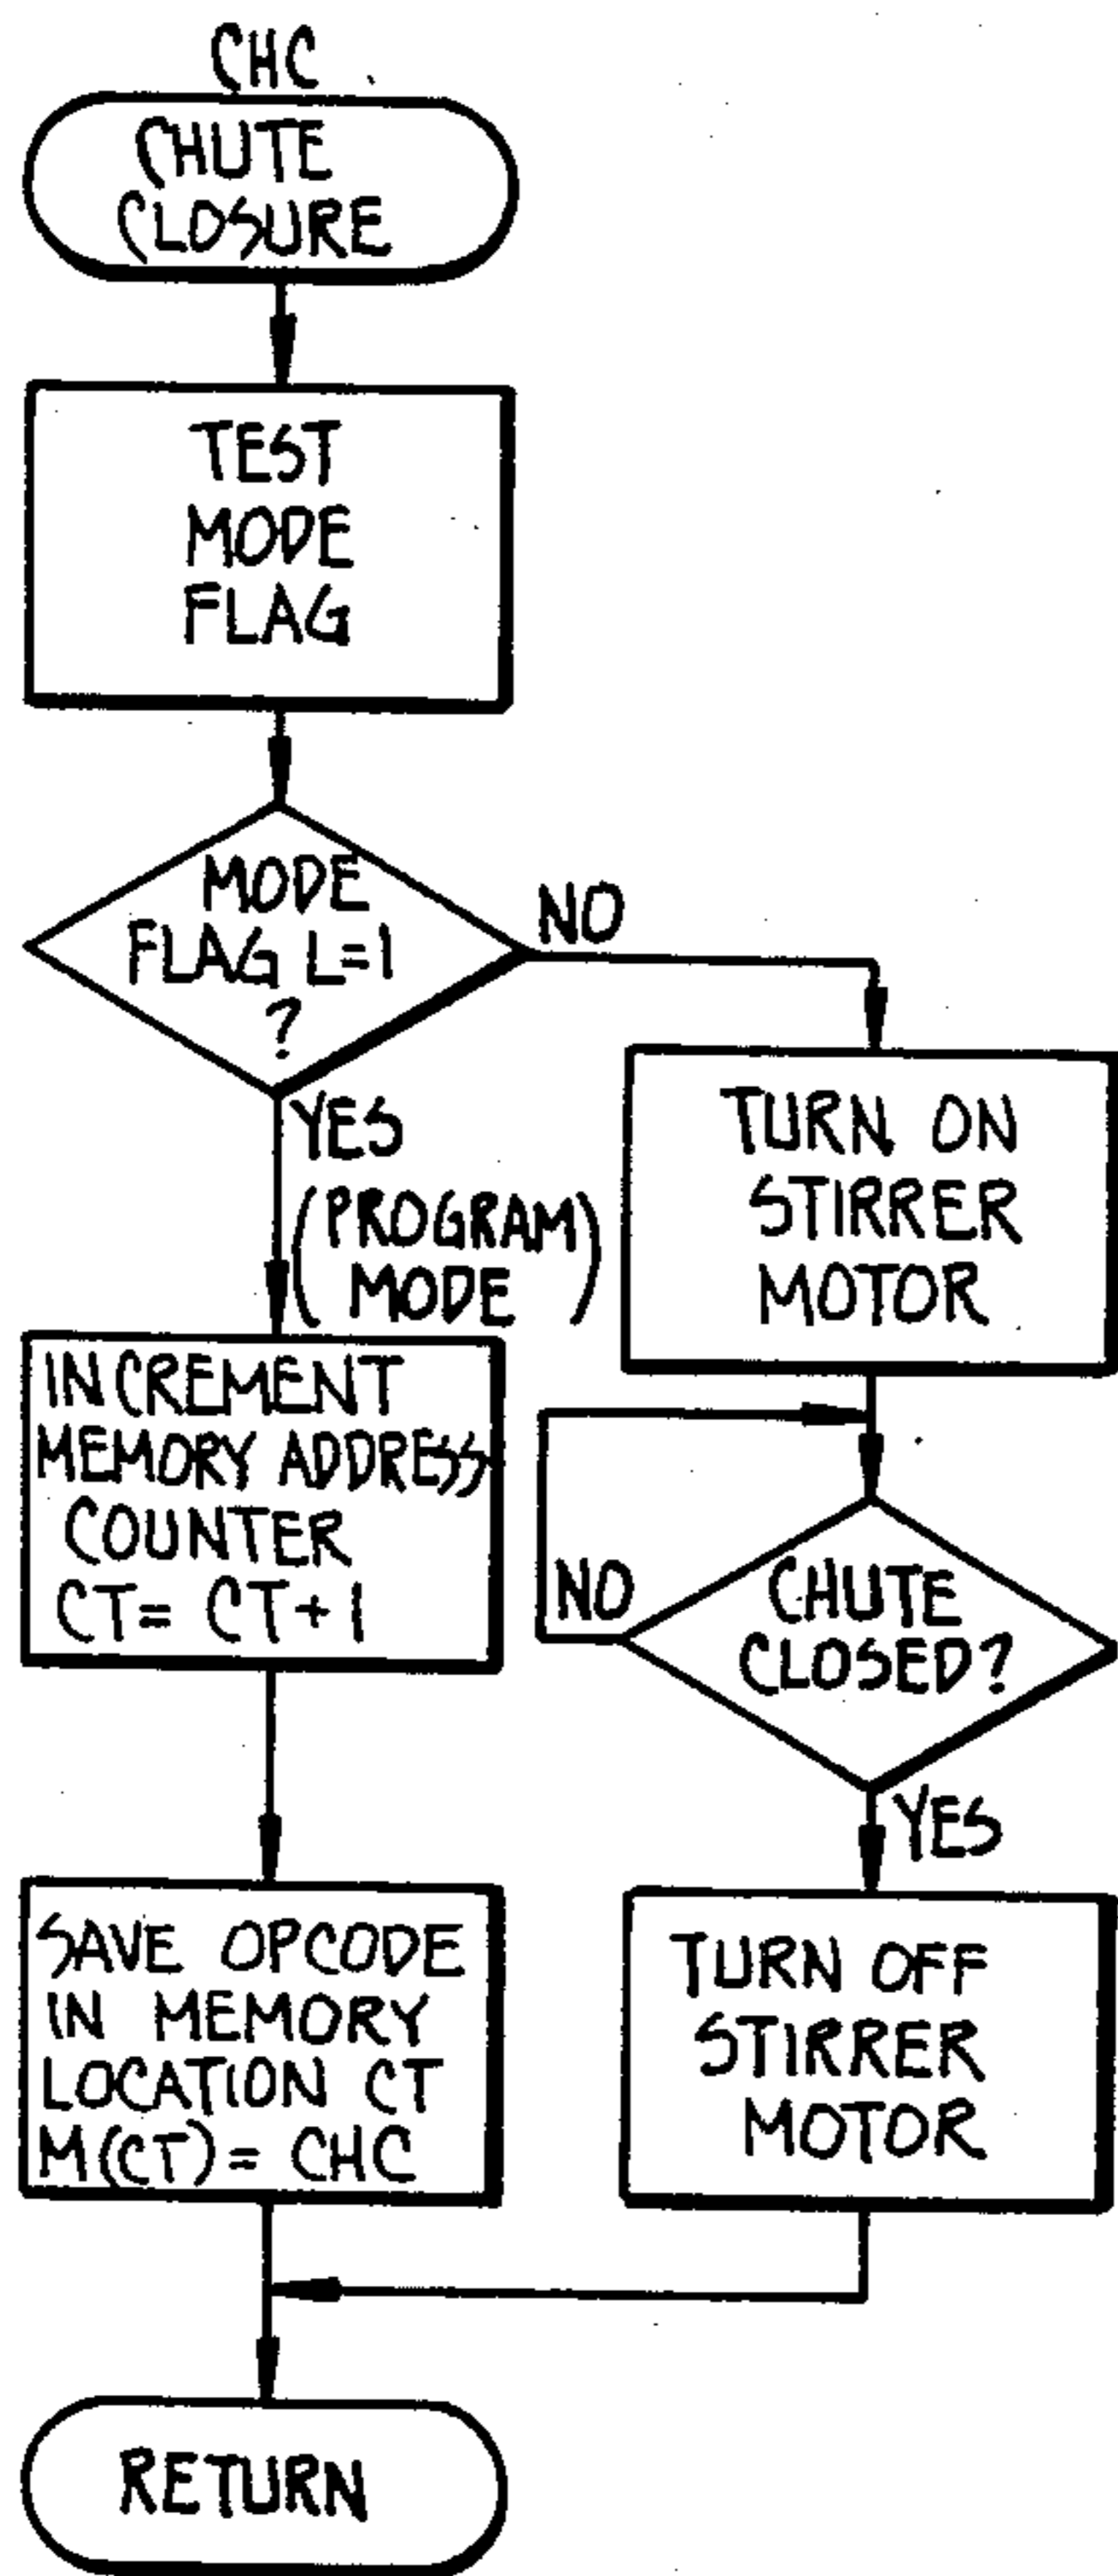 CHC
CHUTE
CLOSURE
TEST
MODE
FLAG
MODE
FLAG L=1
?
NO
YES
(PROGRAM
MODE)
INCREMENT
MEMORY ADDRESS
COUNTER
CT= CT+1
SAVE OPCODE
IN MEMORY
LOCATION CT
M(CT)= CHC
TURN ON
STIRRER
MOTOR
NO
CHUTE
CLOSED?
YES
TURN OFF
STIRRER
MOTOR
RETURN